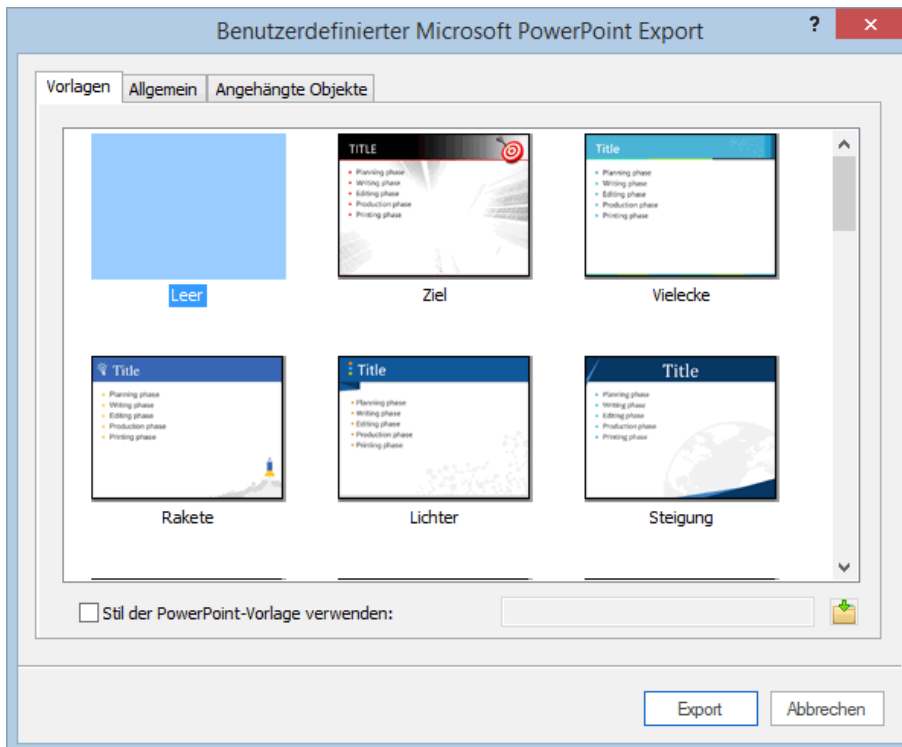 Benutzerdefinierter Microsoft PowerPoint Export
?
Vorlagen
Allgemein
Angehängte Objekte
Leer
TITLE
Planning phase
Writing phase
Editing phase
Production phase
Printing phase
Ziel
Title
Planning phase
Writing phase
Editing phase
Production phase
Printing phase
Vielecke
Title
Planning phase
Writing phase
Editing phase
Production phase
Printing phase
Rakete
Title
Planning phase
Writing phase
Editing phase
Production phase
Printing phase
Lichter
Title
Planning phase
Writing phase
Editing phase
Production phase
Printing phase
Steigung
Stil der PowerPoint-Vorlage verwenden:
Export
Abbrechen